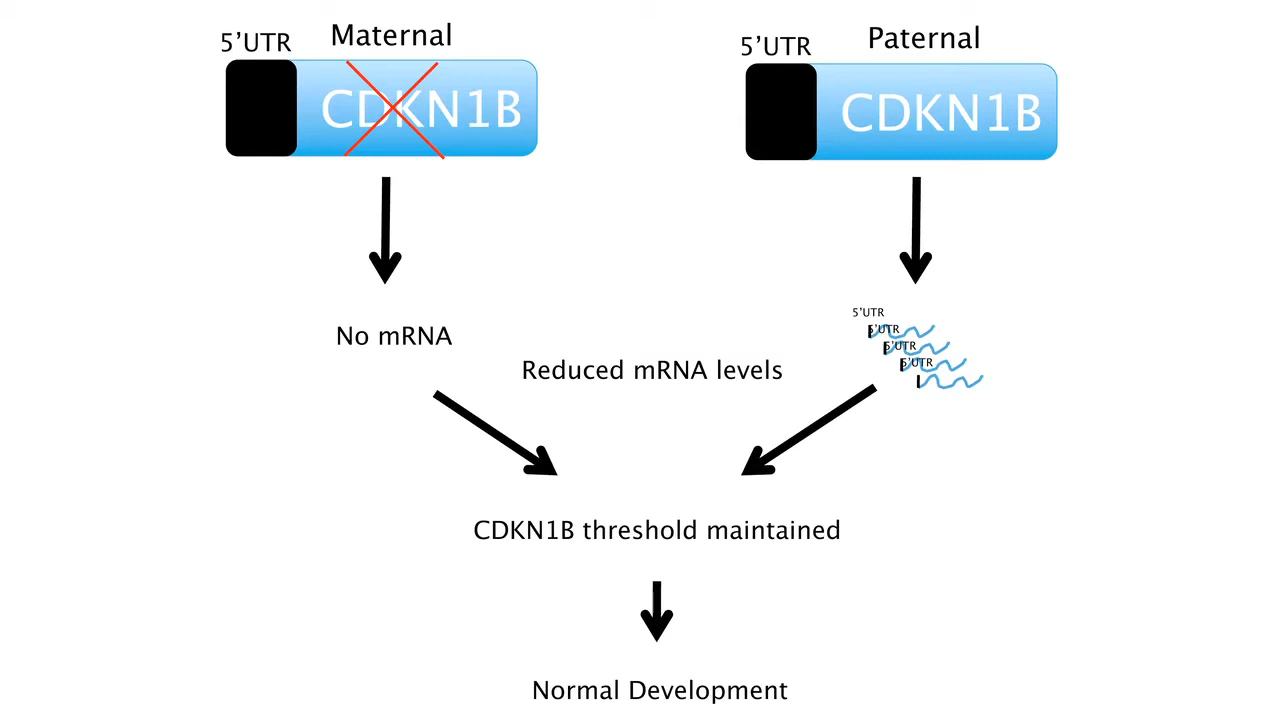 5’UTR
Maternal
CDKN1B
5’UTR
Paternal
CDKN1B
No mRNA
5’UTR
5’UTR
5’UTR
5’UTR
Reduced mRNA levels
CDKN1B threshold maintained
Normal Development